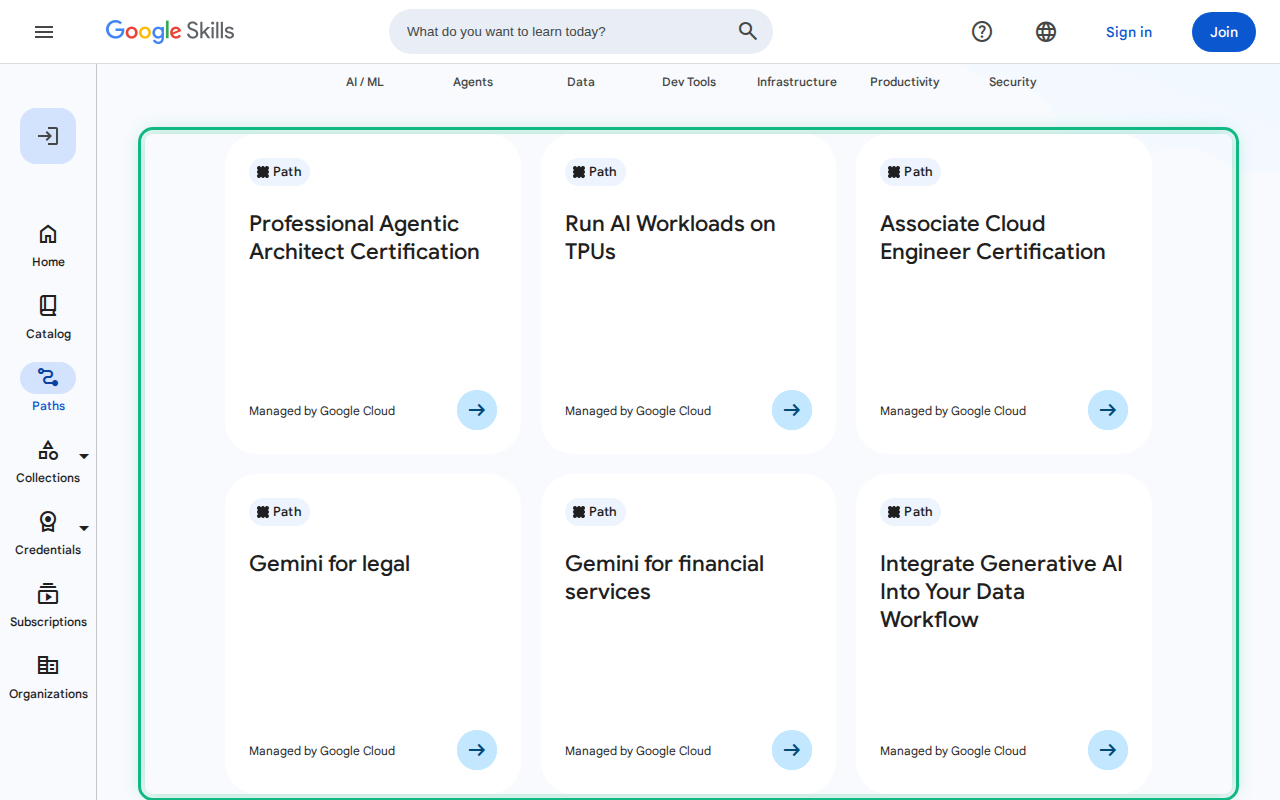 Google Skills
What do you want to learn today?
Sign in
Join
AI / ML
Agents
Data
Dev Tools
Infrastructure
Productivity
Security
Home
Catalog
Paths
Collections
Credentials
Subscriptions
Organizations
Path
Professional Agentic
Architect Certification
Managed by Google Cloud
Path
Run AI Workloads on
TPUs
Managed by Google Cloud
Path
Associate Cloud
Engineer Certification
Managed by Google Cloud
Path
Gemini for legal
Managed by Google Cloud
Path
Gemini for financial
services
Managed by Google Cloud
Path
Integrate Generative AI
Into Your Data
Workflow
Managed by Google Cloud